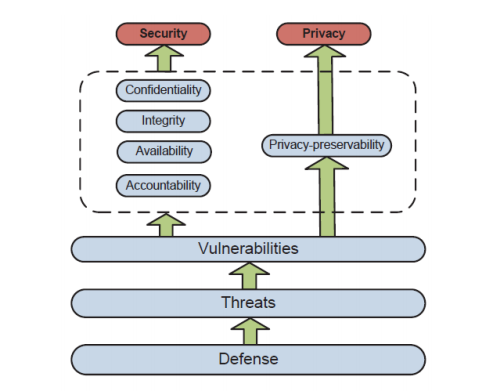 Security
Privacy
Confidentiality
Integrity
Availability
Accountability
Privacy-preservability
Vulnerabilities
Threats
Defense